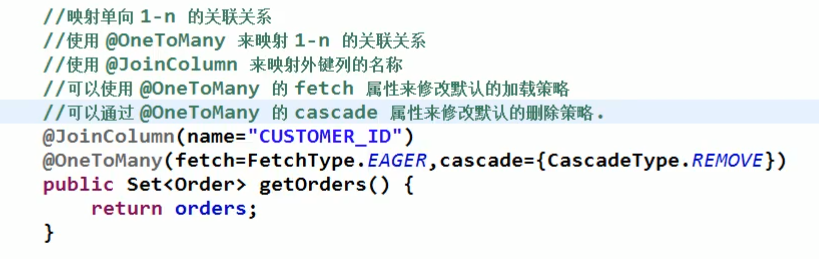 //映射单向 1-n 的关联关系
//使用 @OneToMany 来映射 1-n 的关联关系
//使用 @JoinColumn 来映射外键列的名称
//可以使用 @OneToMany 的 fetch 属性来修改默认的加载策略
//可以通过 @OneToMany 的 cascade 属性来修改默认的删除策略.
@JoinColumn(name="CUSTOMER_ID")
@OneToMany(fetch=FetchType.EAGER,cascade={CascadeType.REMOVE})
public Set<Order> getOrders() {
    return orders;
}